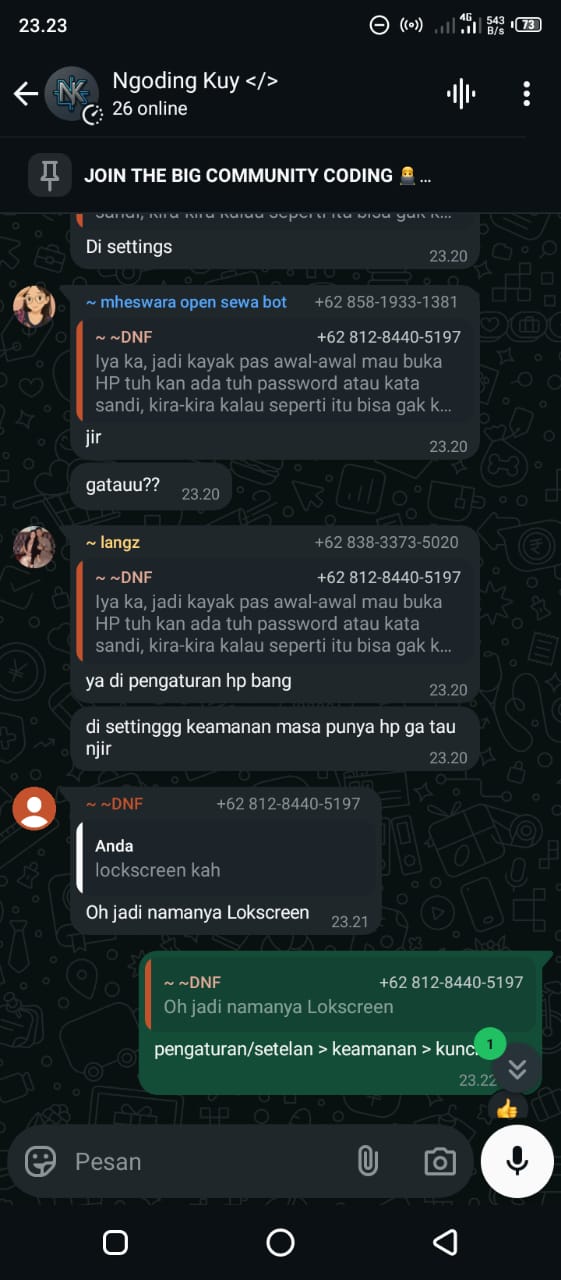 23.23
4G
543
B/s
73
Ngoding Kuy </>
26 online
JOIN THE BIG COMMUNITY CODING 👨‍💻 ...
sandi, kira-kira kalau seperti itu bisa gak k...
Di settings
23.20
~ mheswara open sewa bot +62 858-1933-1381
~ ~DNF +62 812-8440-5197
Iya ka, jadi kayak pas awal-awal mau buka
HP tuh kan ada tuh password atau kata
sandi, kira-kira kalau seperti itu bisa gak k...
jir
23.20
gatauu??
23.20
~ langz +62 838-3373-5020
~ ~DNF +62 812-8440-5197
Iya ka, jadi kayak pas awal-awal mau buka
HP tuh kan ada tuh password atau kata
sandi, kira-kira kalau seperti itu bisa gak k...
ya di pengaturan hp bang
23.20
di settinggg keamanan masa punya hp ga tau
njir
23.20
~ ~DNF +62 812-8440-5197
Anda
lockscreen kah
Oh jadi namanya Lokscreen
23.21
~ ~DNF +62 812-8440-5197
Oh jadi namanya Lokscreen
pengaturan/setelan > keamanan >
1
23.22
👍
Pesan